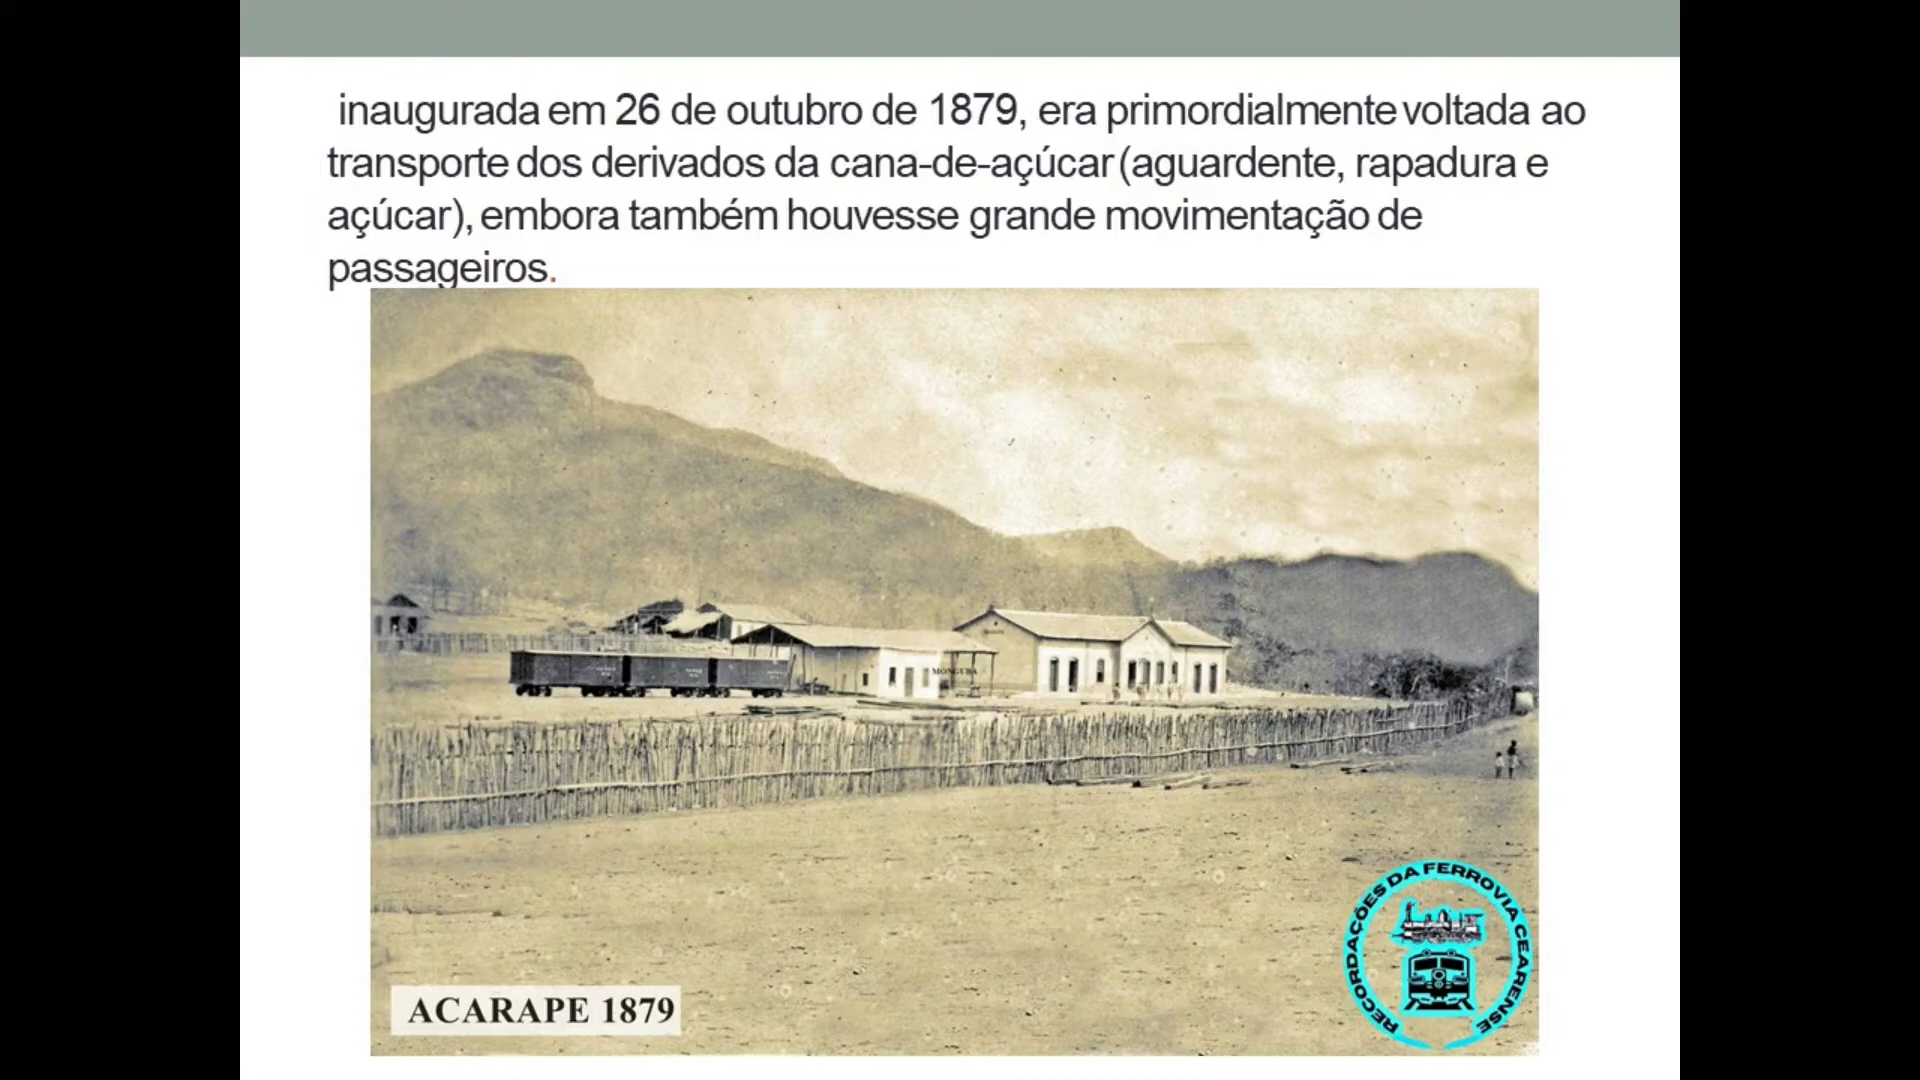 inaugurada em 26 de outubro de 1879, era primordialmente voltada ao
transporte dos derivados da cana-de-açúcar (aguardente, rapadura e
açúcar), embora também houvesse grande movimentação de
passageiros.
MONGUBA
ACARAPE 1879
RECORDAÇÕES DA FERROVIA CEARENSE